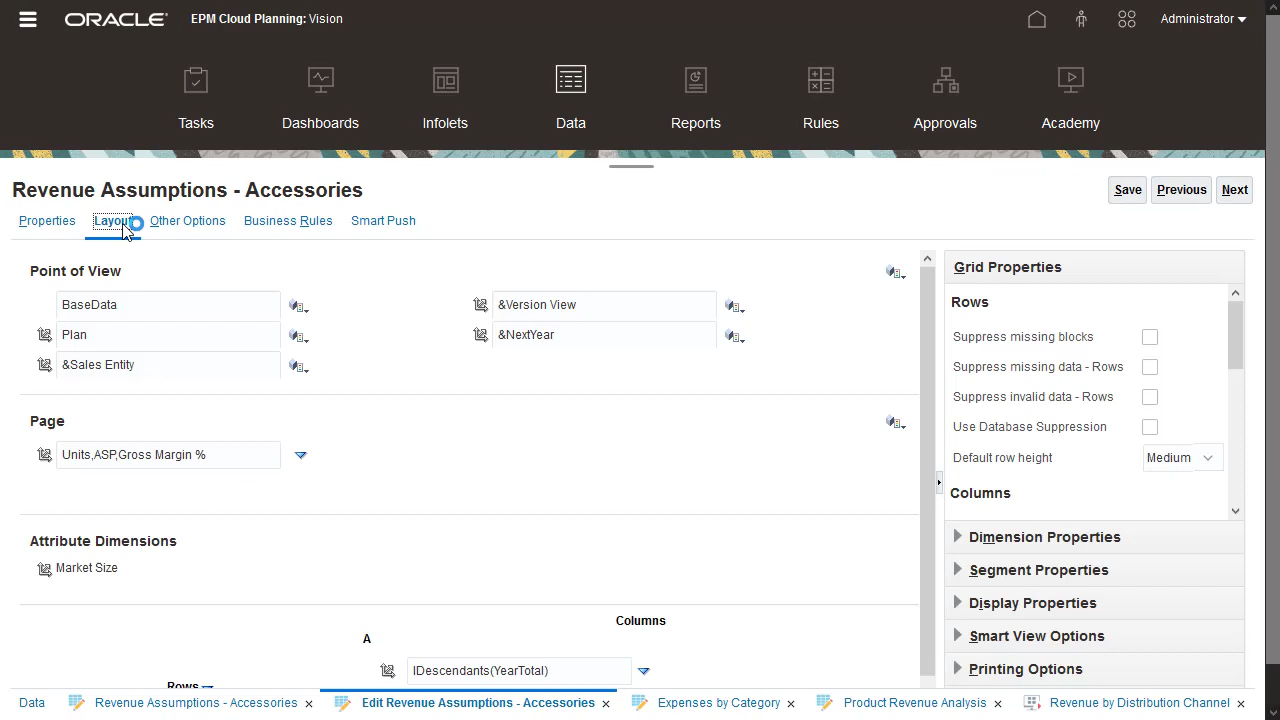 ORACLE EPM Cloud Planning: Vision Administrator
Tasks Dashboards Infolets Data Reports Rules Approvals Academy
Revenue Assumptions - Accessories Save Previous Next
Properties Layout Other Options Business Rules Smart Push
Point of View
BaseData &Version View
Plan &NextYear
&Sales Entity
Page
Units,ASP,Gross Margin %
Attribute Dimensions
Market Size
Columns
A
IDescendants(YearTotal)
Rows
Grid Properties
Rows
Suppress missing blocks
Suppress missing data - Rows
Suppress invalid data - Rows
Use Database Suppression
Default row height Medium
Columns
Dimension Properties
Segment Properties
Display Properties
Smart View Options
Printing Options
Data Revenue Assumptions - Accessories × Edit Revenue Assumptions - Accessories × Expenses by Category × Product Revenue Analysis × Revenue by Distribution Channel ×